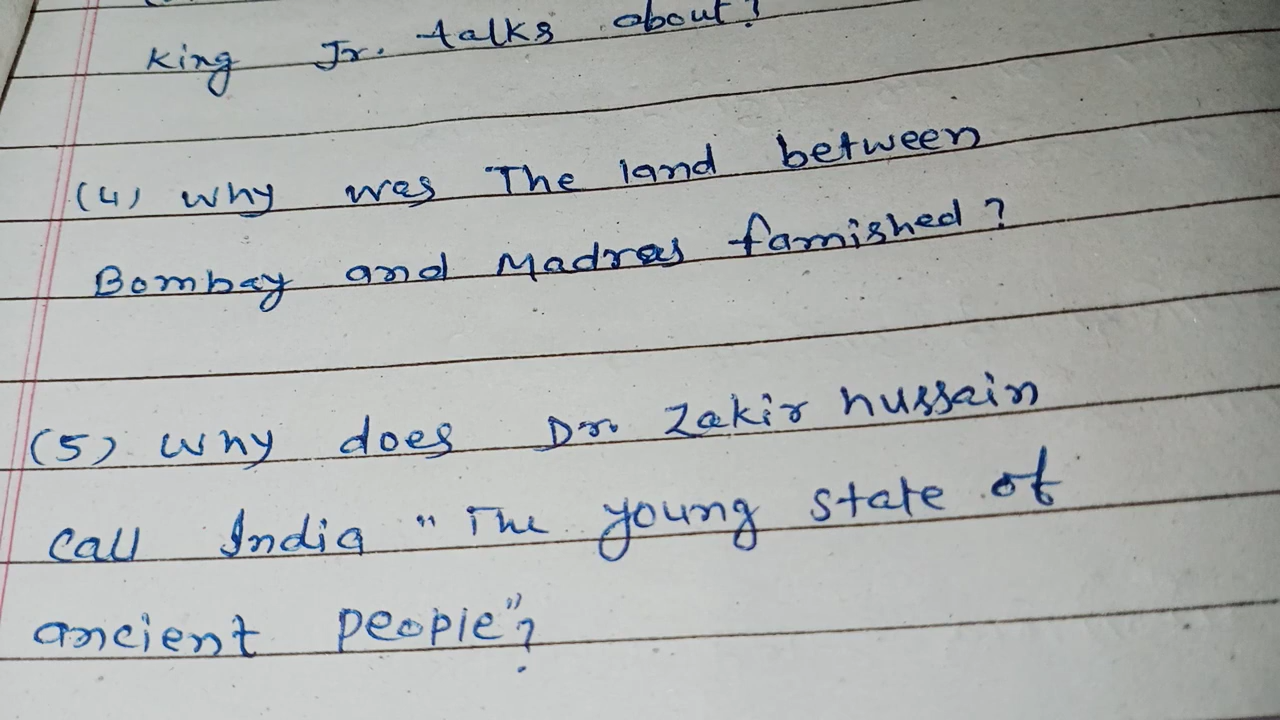 King Jr. talks about?
(4) Why was The land between
Bombay and Madras famished?
(5) Why does Dr. Zakir hussain
call India "The young state of
ancient people"?